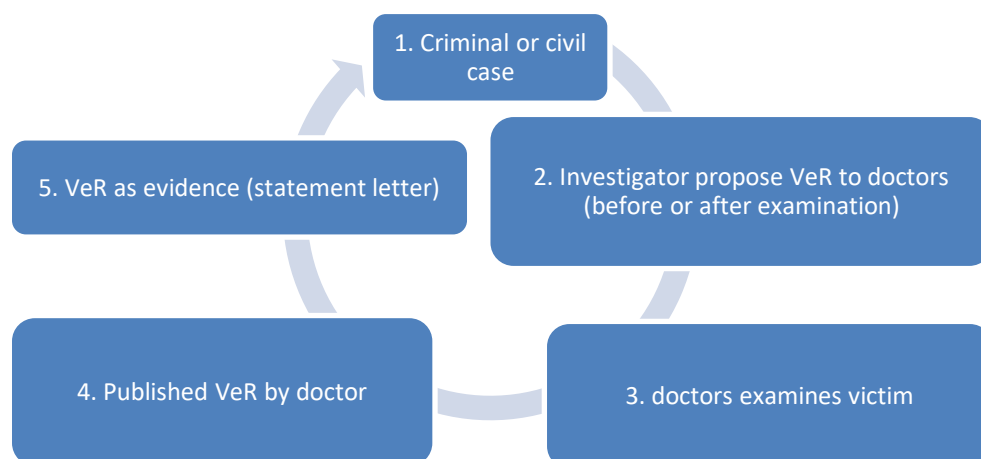 1. Criminal or civil
case
2. Investigator propose VeR to doctors
(before or after examination)
3. doctors examines victim
4. Published VeR by doctor
5. VeR as evidence (statement letter)